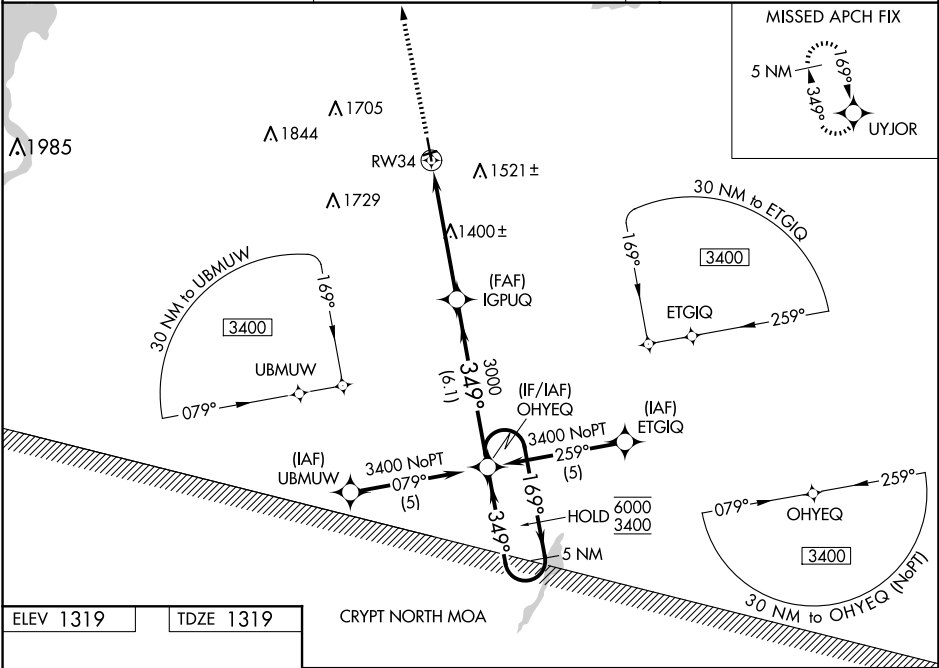 MISSED APCH FIX
5 NM
169°
349°
UYJOR
1985
1844
1705
RW34
1521±
1729
1400±
30 NM to UBMUW
169°
3400
UBMUW
079°
(FAF)
IGPUQ
30 NM to ETGIQ
169°
3400
ETGIQ
259°
3000
349°
(6.1)
(IF/IAF)
OHYEQ
(IAF)
ETGIQ
3400 NoPT
259°
(5)
(IAF)
UBMUW
3400 NoPT
079°
(5)
169°
349°
HOLD
6000
3400
5 NM
079°
259°
OHYEQ
3400
30 NM to OHYEQ (NoPT)
ELEV 1319
TDZE 1319
CRYPT NORTH MOA